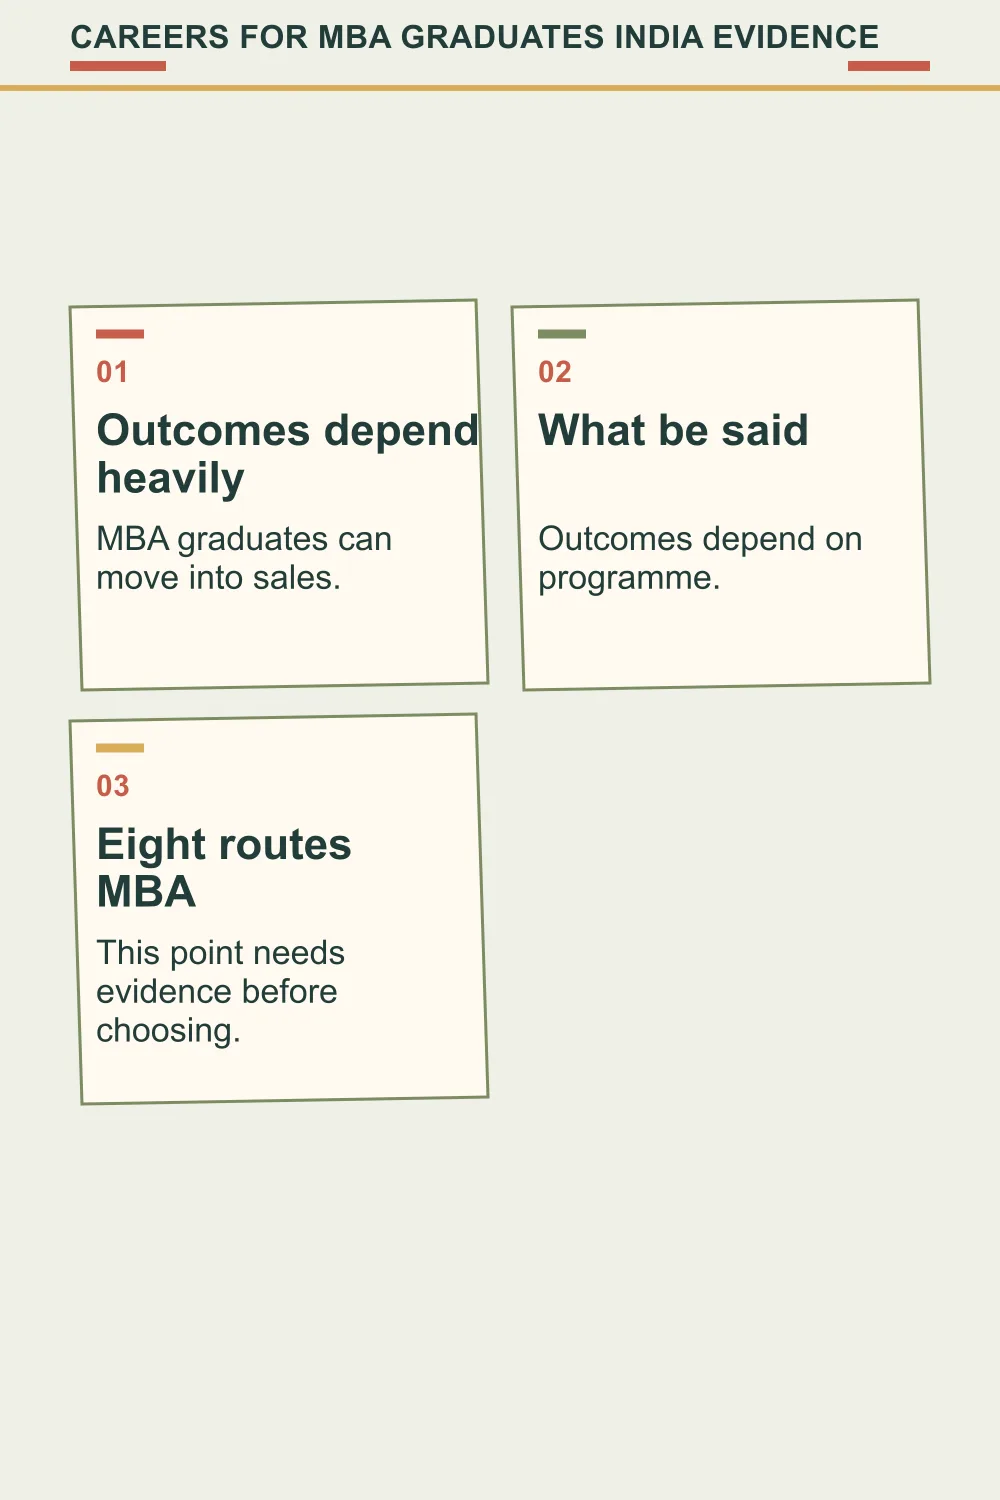 CAREERS FOR MBA GRADUATES INDIA EVIDENCE
01
Outcomes depend
heavily
MBA graduates can
move into sales.
02
What be said
Outcomes depend on
programme.
03
Eight routes
MBA
This point needs
evidence before
choosing.